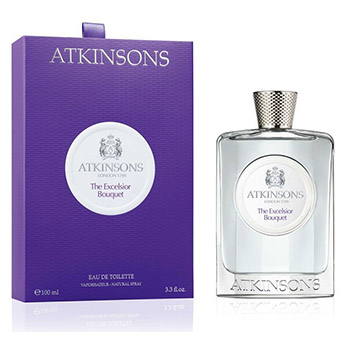 ATKINSONS
ATKINSONS
LONDON 1799
The Excelsior
Bouquet
EAU DE TOILETTE
VAPORISATEUR - NATURAL SPRAY
℮100 ml
3.3 fl.oz.
ATKINSONS
LONDON 1799
The Excelsior
Bouquet
ATKINSONS